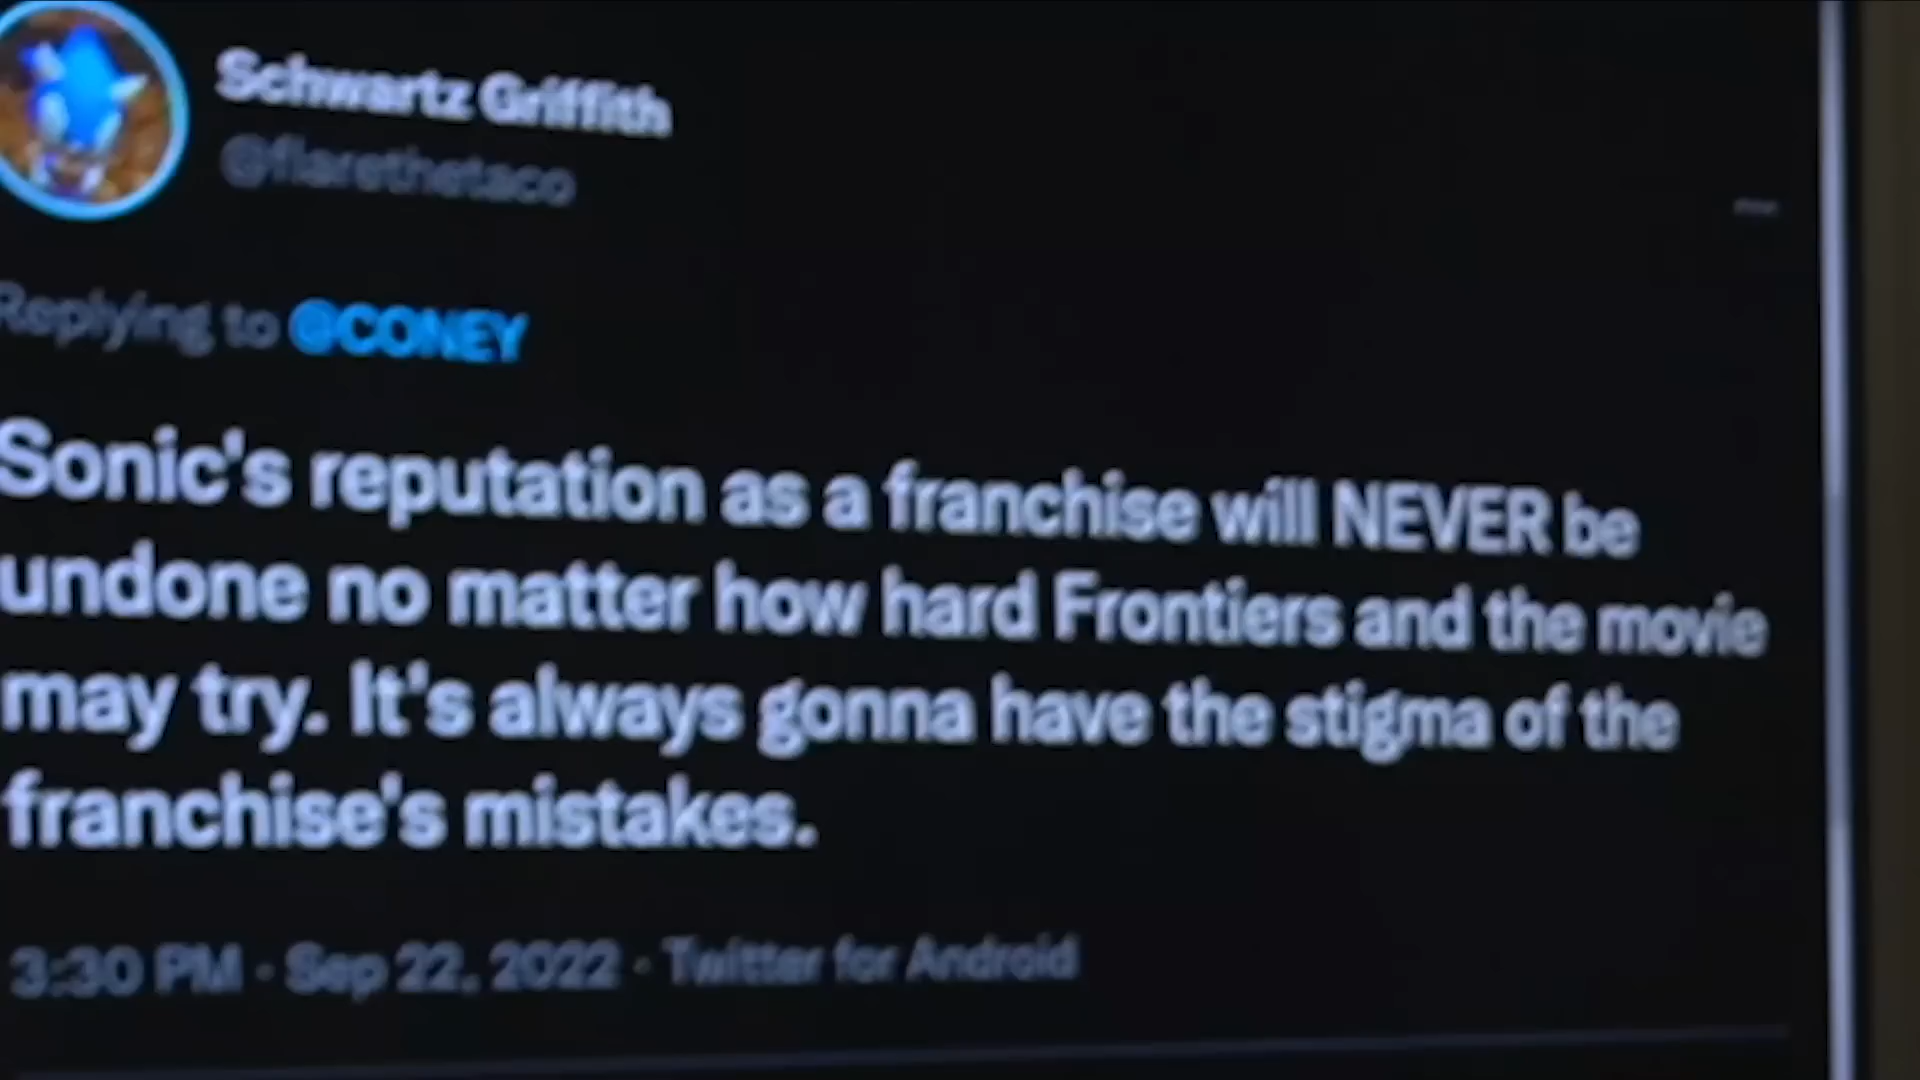 Schwartz Griffith
@flarethetaco
Replying to @CONEY
Sonic's reputation as a franchise will NEVER be
undone no matter how hard Frontiers and the movie
may try. It's always gonna have the stigma of the
franchise's mistakes.
3:30 PM · Sep 22, 2022 · Twitter for Android